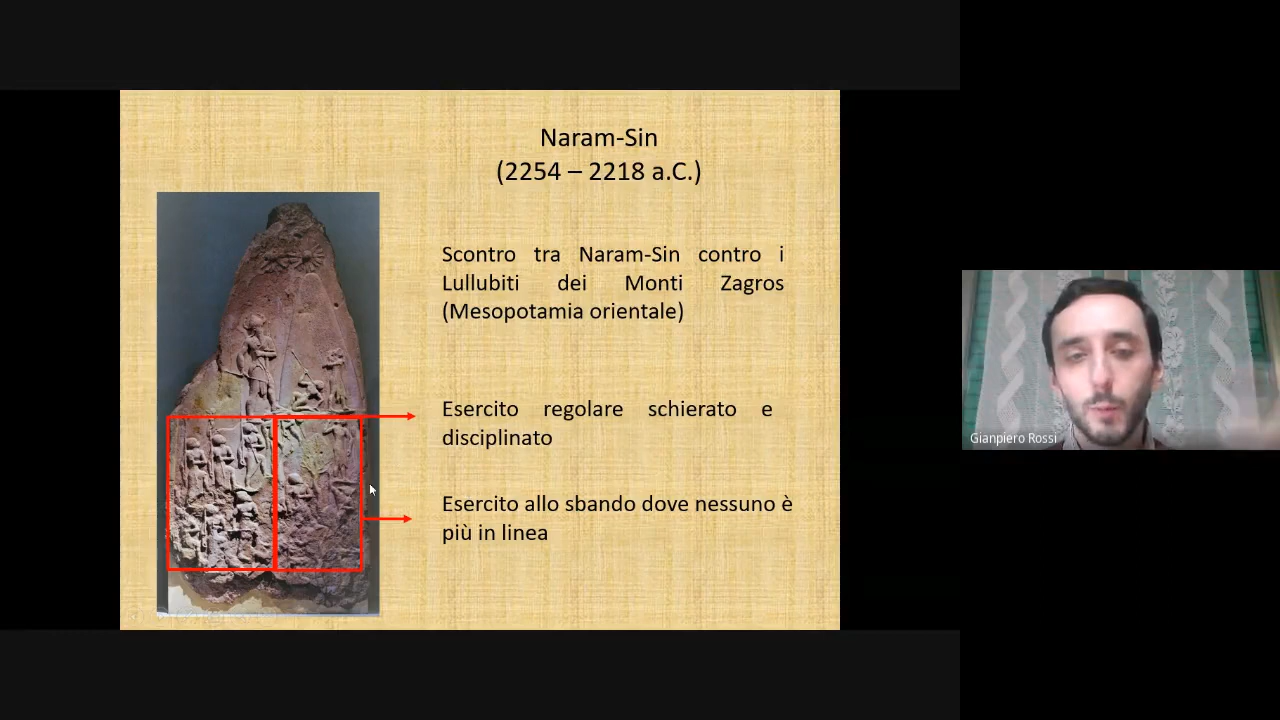 Naram-Sin
(2254 – 2218 a.C.)
Scontro tra Naram-Sin contro i
Lullubiti dei Monti Zagros
(Mesopotamia orientale)
Esercito regolare schierato e
disciplinato
Esercito allo sbando dove nessuno è
più in linea
Gianpiero Rossi